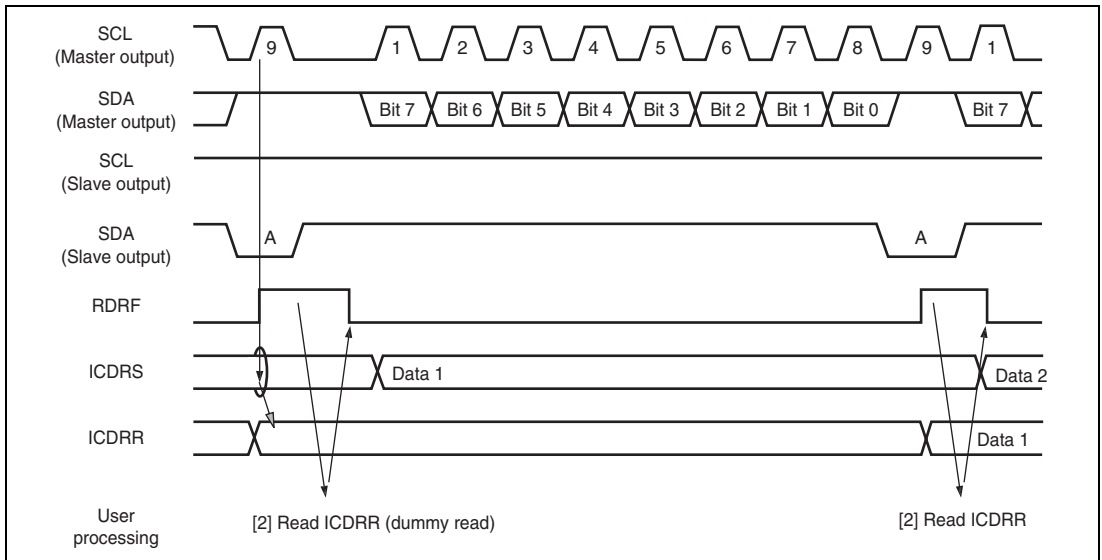 SCL
(Master output)
9 1 2 3 4 5 6 7 8 9 1
SDA
(Master output)
Bit 7 Bit 6 Bit 5 Bit 4 Bit 3 Bit 2 Bit 1 Bit 0 Bit 7
SCL
(Slave output)
SDA
(Slave output)
A A
RDRF
ICDRS
Data 1 Data 2
ICDRR
Data 1
User
processing
[2] Read ICDRR (dummy read) [2] Read ICDRR